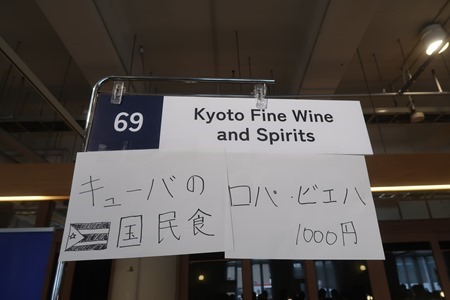 69
Kyoto Fine Wine
and Spirits
キューバの
国民食
ロパ・ビエハ
1000円